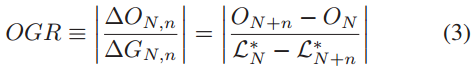 OGR ≡ |ΔO_{N,n} / ΔG_{N,n}| = |(O_{N+n} − O_N) / (ℒ*_N − ℒ*_{N+n})| (3)